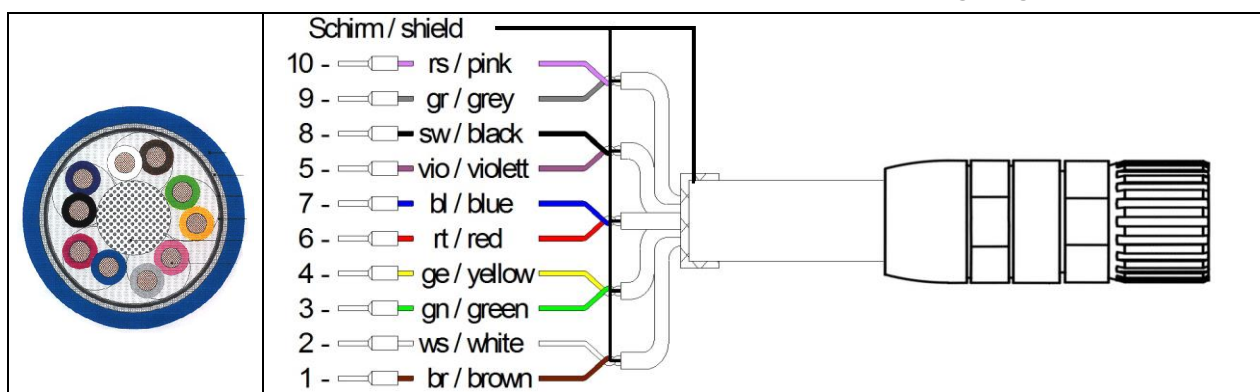 Schirm / shield
10 - rs / pink
9 - gr / grey
8 - sw / black
5 - vio / violett
7 - bl / blue
6 - rt / red
4 - ge / yellow
3 - gn / green
2 - ws / white
1 - br / brown